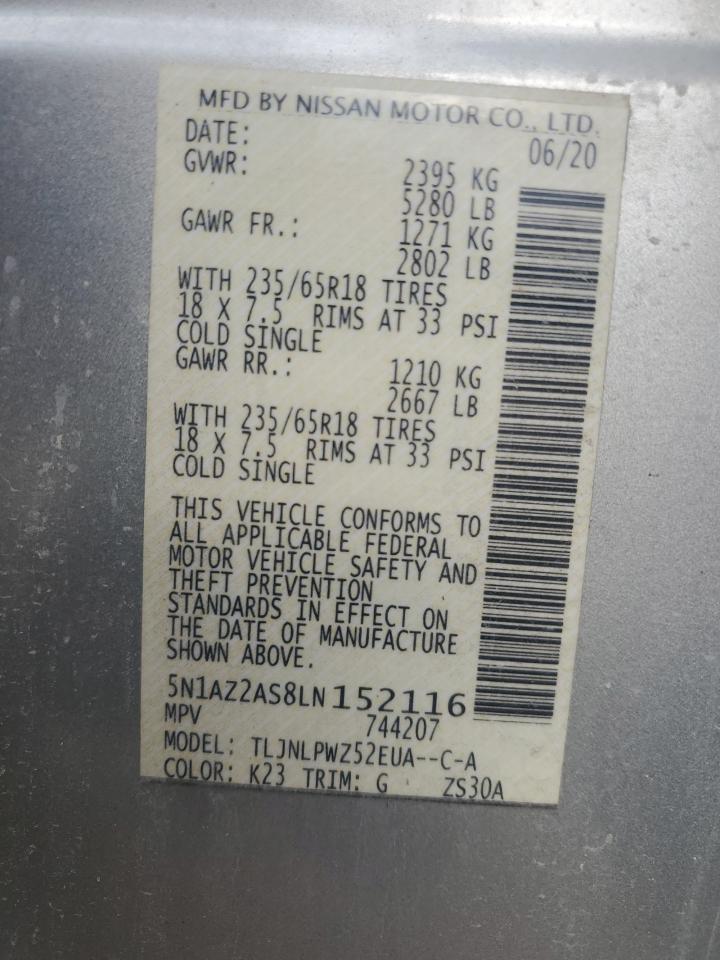 MFD BY NISSAN MOTOR CO., LTD.
DATE: 06/20
GVWR: 2395 KG
5280 LB
GAWR FR.: 1271 KG
2802 LB
WITH 235/65R18 TIRES
18 X 7.5 RIMS AT 33 PSI
COLD SINGLE
GAWR RR.: 1210 KG
2667 LB
WITH 235/65R18 TIRES
18 X 7.5 RIMS AT 33 PSI
COLD SINGLE
THIS VEHICLE CONFORMS TO
ALL APPLICABLE FEDERAL
MOTOR VEHICLE SAFETY AND
THEFT PREVENTION
STANDARDS IN EFFECT ON
THE DATE OF MANUFACTURE
SHOWN ABOVE.
5N1AZ2AS8LN152116
MPV 744207
MODEL: TLJNLPWZ52EUA--C-A
COLOR: K23 TRIM: G ZS30A